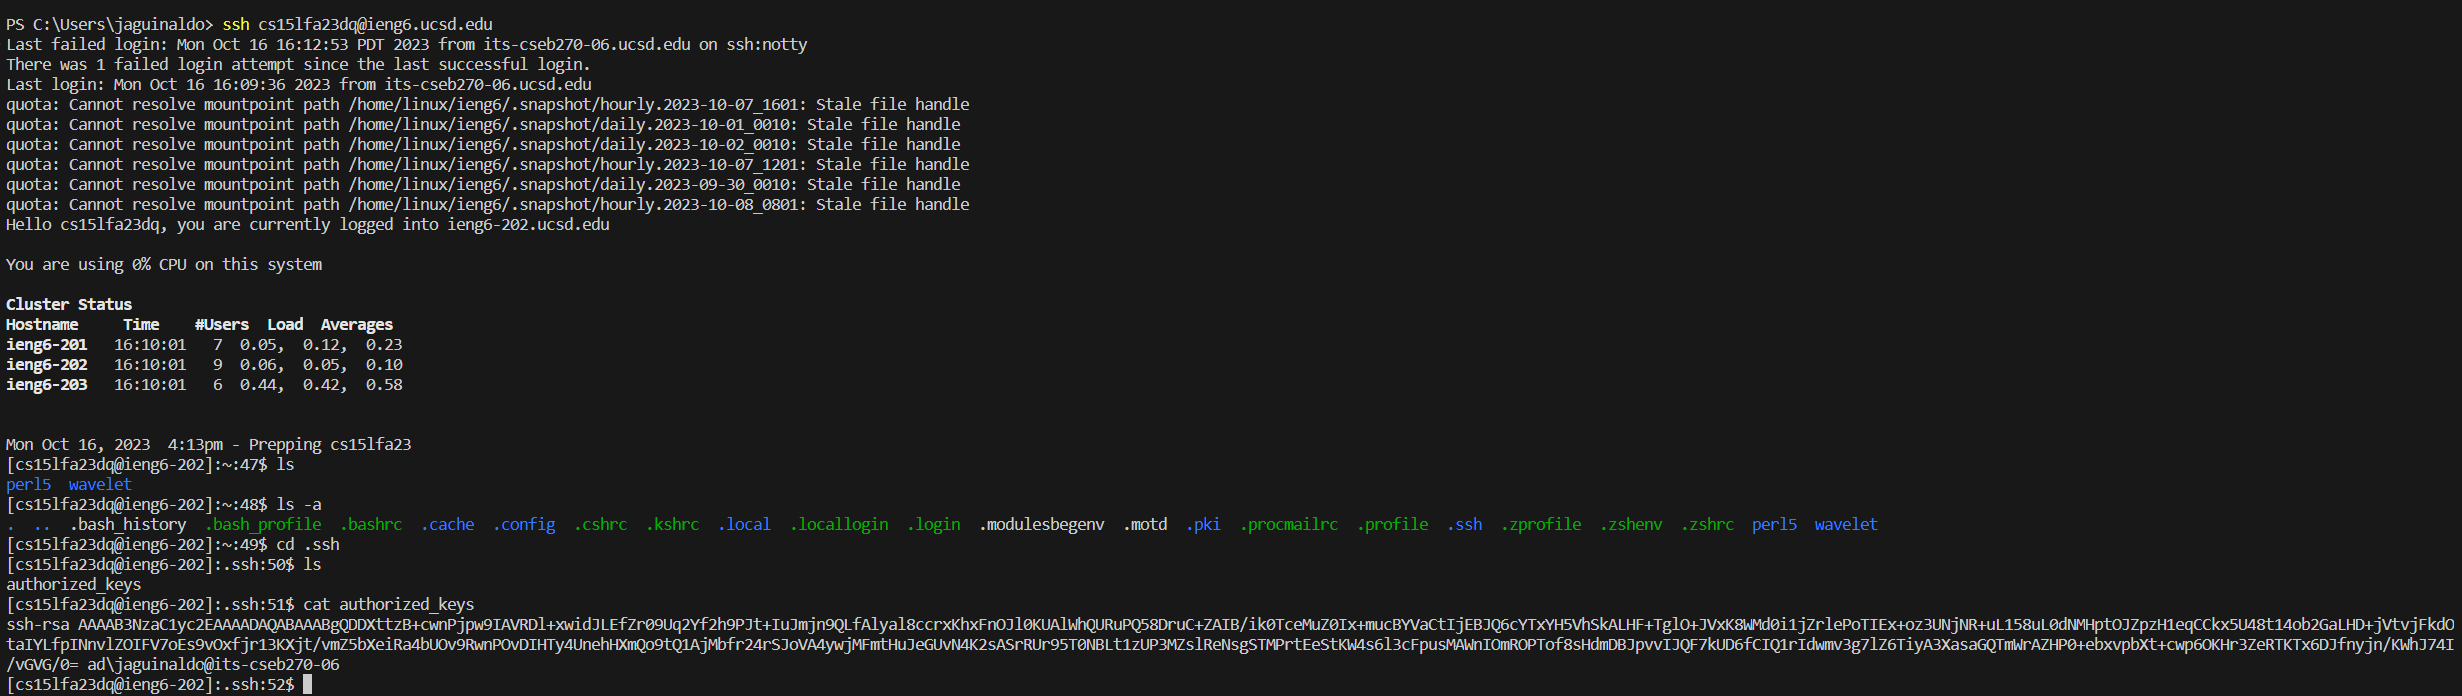 PS C:\Users\jaguinaldo> ssh cs15lfa23dq@ieng6.ucsd.edu
Last failed login: Mon Oct 16 16:12:53 PDT 2023 from its-cseb270-06.ucsd.edu on ssh:notty
There was 1 failed login attempt since the last successful login.
Last login: Mon Oct 16 16:09:36 2023 from its-cseb270-06.ucsd.edu
quota: Cannot resolve mountpoint path /home/linux/ieng6/.snapshot/hourly.2023-10-07_1601: Stale file handle
quota: Cannot resolve mountpoint path /home/linux/ieng6/.snapshot/daily.2023-10-01_0010: Stale file handle
quota: Cannot resolve mountpoint path /home/linux/ieng6/.snapshot/daily.2023-10-02_0010: Stale file handle
quota: Cannot resolve mountpoint path /home/linux/ieng6/.snapshot/hourly.2023-10-07_1201: Stale file handle
quota: Cannot resolve mountpoint path /home/linux/ieng6/.snapshot/daily.2023-09-30_0010: Stale file handle
quota: Cannot resolve mountpoint path /home/linux/ieng6/.snapshot/hourly.2023-10-08_0801: Stale file handle
Hello cs15lfa23dq, you are currently logged into ieng6-202.ucsd.edu
You are using 0% CPU on this system
Cluster Status
Hostname     Time    #Users  Load  Averages
ieng6-201   16:10:01   7  0.05,  0.12,  0.23
ieng6-202   16:10:01   9  0.06,  0.05,  0.10
ieng6-203   16:10:01   6  0.44,  0.42,  0.58
Mon Oct 16, 2023  4:13pm - Prepping cs15lfa23
[cs15lfa23dq@ieng6-202]:~:47$ ls
perl5  wavelet
[cs15lfa23dq@ieng6-202]:~:48$ ls -a
.  ..  .bash_history  .bash_profile  .bashrc  .cache  .config  .cshrc  .kshrc  .local  .locallogin  .login  .modulesbegenv  .motd  .pki  .procmailrc  .profile  .ssh  .zprofile  .zshenv  .zshrc  perl5  wavelet
[cs15lfa23dq@ieng6-202]:~:49$ cd .ssh
[cs15lfa23dq@ieng6-202]:.ssh:50$ ls
authorized_keys
[cs15lfa23dq@ieng6-202]:.ssh:51$ cat authorized_keys
ssh-rsa AAAAB3NzaC1yc2EAAAADAQABAAABgQDDXttzB+cwnPjpw9IAVRDl+xwidJLEfZr09Uq2Yf2h9PJt+IuJmjn9QLfAlyal8ccrxKhxFnOJl0KUAlWhQURuPQ58DruC+ZAIB/ik0TceMuZ0Ix+mucBYVaCtIjEBJQ6cYTxYH5VhSkALHF+TglO+JVxK8WMd0i1jZrlePoTIEx+oz3UNjNR+uL158uL0dNMHptOJZpzH1eqCCkx5U48t14ob2GaLHD+jVtvjFkdO
taIYLfpINnvlZOIFV7oEs9vOxfjr13KXjt/vmZ5bXeiRa4bUOv9RwnPOvDIHTy4UnehHXmQo9tQ1AjMbfr24rSJoVA4ywjMFmtHuJeGUvN4K2sASrRUr95T0NBLt1zUP3MZslReNsgSTMPrtEeStKW4s6l3cFpusMAWnIOmROPTof8sHdmDBJpvvIJQF7kUD6fCIQ1rIdwmv3g7lZ6TiyA3XasaGQTmWrAZHP0+ebxvpbXt+cwp6OKHr3ZeRTKTx6DJfnyjn/KWhJ74I
/vGVG/0= ad\jaguinaldo@its-cseb270-06
[cs15lfa23dq@ieng6-202]:.ssh:52$